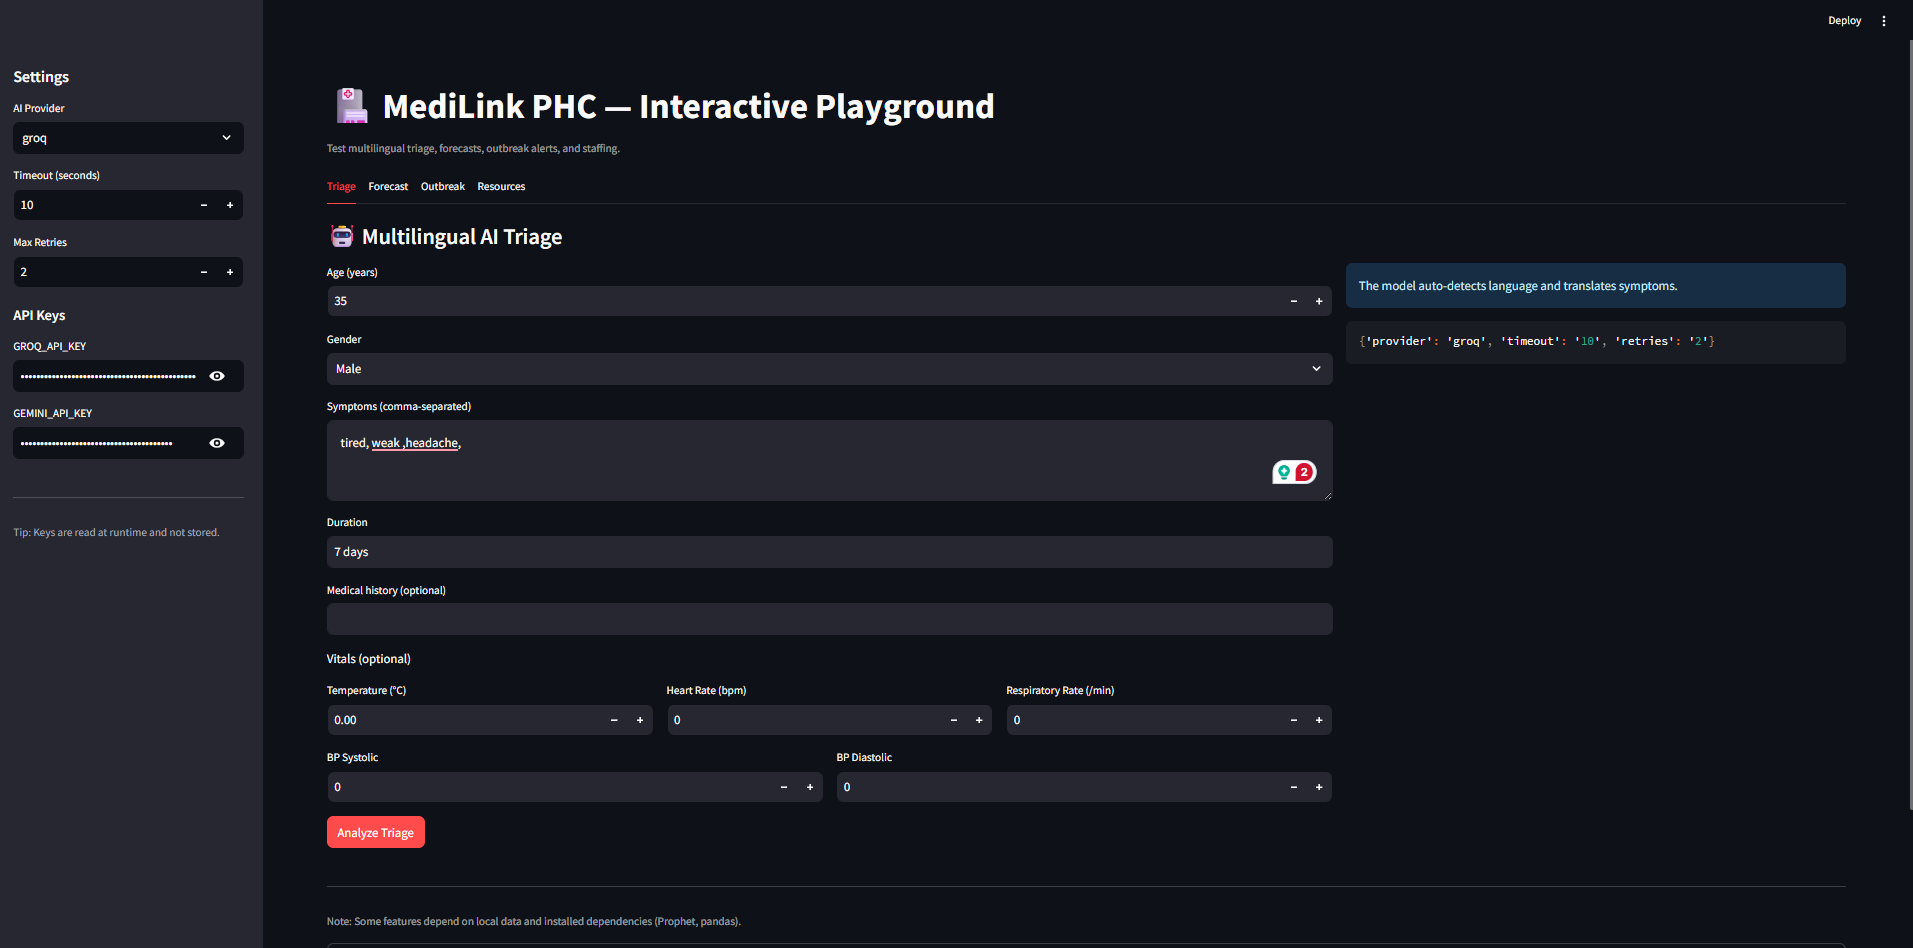 Deploy
Settings
AI Provider
groq
Timeout (seconds)
10
Max Retries
2
API Keys
GROQ_API_KEY
GEMINI_API_KEY
Tip: Keys are read at runtime and not stored.
MediLink PHC — Interactive Playground
Test multilingual triage, forecasts, outbreak alerts, and staffing.
Triage Forecast Outbreak Resources
Multilingual AI Triage
Age (years)
35
Gender
Male
Symptoms (comma-separated)
tired, weak ,headache,
2
Duration
7 days
Medical history (optional)
Vitals (optional)
Temperature (°C) Heart Rate (bpm) Respiratory Rate (/min)
0.00 0 0
BP Systolic BP Diastolic
0 0
Analyze Triage
The model auto-detects language and translates symptoms.
{'provider': 'groq', 'timeout': '10', 'retries': '2'}
Note: Some features depend on local data and installed dependencies (Prophet, pandas).